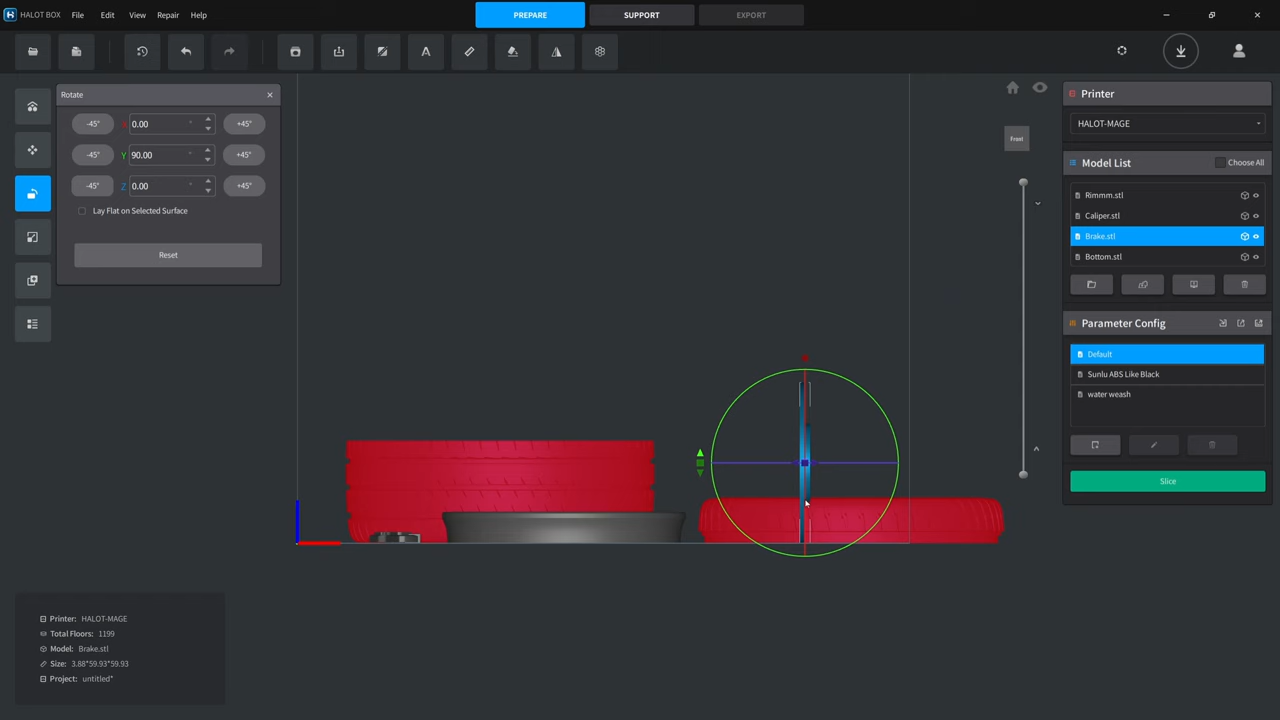 HALOT BOX File Edit View Repair Help PREPARE SUPPORT EXPORT
Rotate
-45° X 0.00 ° +45°
-45° Y 90.00 ° +45°
-45° Z 0.00 ° +45°
Lay Flat on Selected Surface
Reset
Front
Printer
HALOT-MAGE
Model List Choose All
Rimmm.stl
Caliper.stl
Brake.stl
Bottom.stl
Parameter Config
Default
Sunlu ABS Like Black
water weash
Slice
Printer: HALOT-MAGE
Total Floors: 1199
Model: Brake.stl
Size: 3.88*59.93*59.93
Project: untitled*